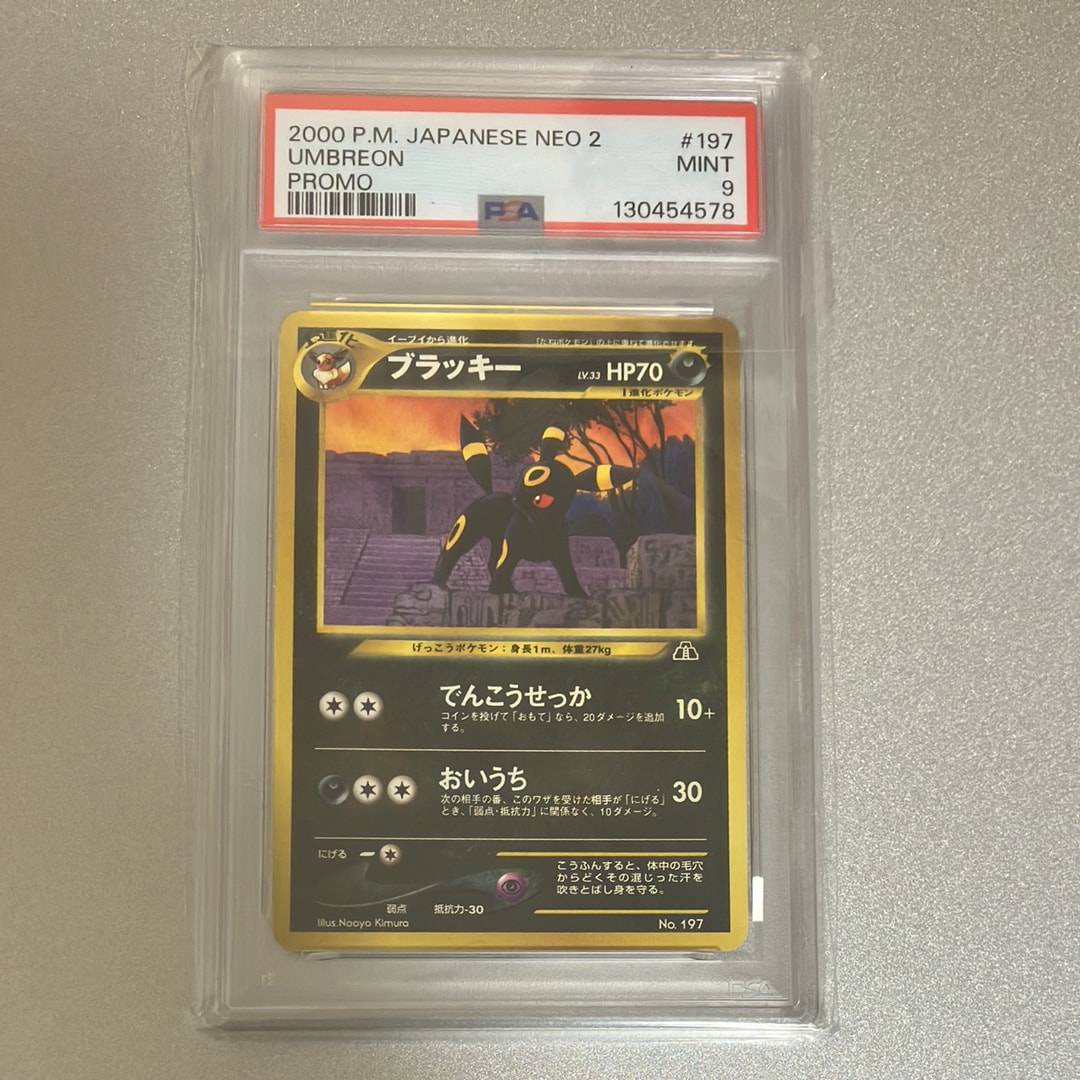 2000 P.M. JAPANESE NEO 2 #197
UMBREON MINT
PROMO 9
PSA 130454578
進化
イーブイから進化 「たねポケモン」の上に重ねて進化させます
ブラッキー LV.33 HP70
1進化ポケモン
げっこうポケモン：身長1m、体重27kg
でんこうせっか 10+
コインを投げて「おもて」なら、20ダメージを追加
する。
おいうち 30
次の相手の番、このワザを受けた相手が「にげる」
とき、「弱点・抵抗力」に関係なく、10ダメージ。
にげる
こうふんすると、体中の毛穴
からどくその混じった汗を
吹きとばし身を守る。
弱点 抵抗力-30
Illus. Naoyo Kimura No. 197
PSA